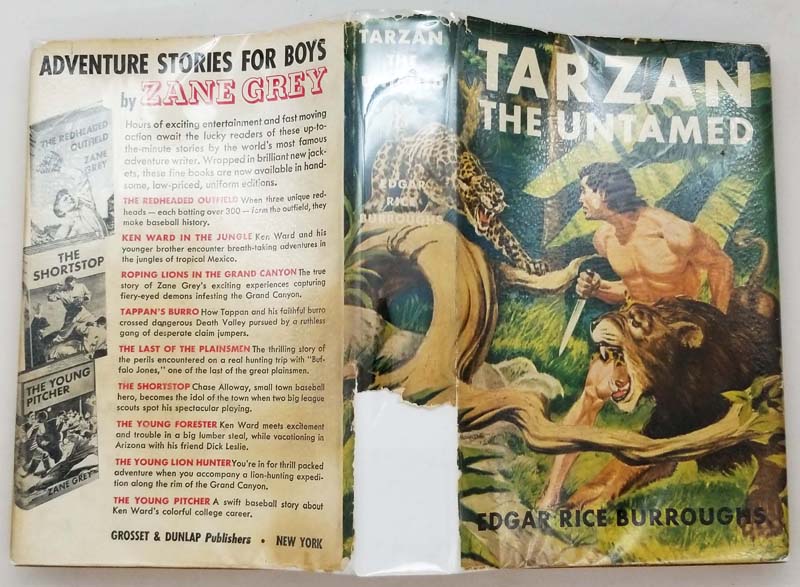 ADVENTURE STORIES FOR BOYS
by ZANE GREY
THE REDHEADED
OUTFIELD
ZANE
GREY
THE
SHORTSTOP
THE YOUNG
PITCHER
ZANE GREY
Hours of exciting entertainment and fast moving
action await the lucky readers of these up-to-
the-minute stories by the world's most famous
adventure writer. Wrapped in brilliant new jack-
ets, these fine books are now available in hand-
some, low-priced, uniform editions.
THE REDHEADED OUTFIELD When three unique red-
heads — each batting over 300 — form the outfield, they
make baseball history.
KEN WARD IN THE JUNGLE Ken Ward and his
younger brother encounter breath-taking adventures in
the jungles of tropical Mexico.
ROPING LIONS IN THE GRAND CANYON The true
story of Zane Grey's exciting experiences capturing
fiery-eyed demons infesting the Grand Canyon.
TAPPAN'S BURRO How Tappan and his faithful burro
crossed dangerous Death Valley pursued by a ruthless
gang of desperate claim jumpers.
THE LAST OF THE PLAINSMEN The thrilling story of
the perils encountered on a real hunting trip with "Buf-
falo Jones," one of the last of the great plainsmen.
THE SHORTSTOP Chase Alloway, small town baseball
hero, becomes the idol of the town when two big league
scouts spot his spectacular playing.
THE YOUNG FORESTER Ken Ward meets excitement
and trouble in a big lumber steal, while vacationing in
Arizona with his friend Dick Leslie.
THE YOUNG LION HUNTER You're in for thrill packed
adventure when you accompany a lion-hunting expedi-
tion along the rim of the Grand Canyon.
THE YOUNG PITCHER A swift baseball story about
Ken Ward's colorful college career.
GROSSET & DUNLAP Publishers • NEW YORK
TARZAN
THE
EDGAR
RICE
BURROUGHS
TARZAN
THE UNTAMED
EDGAR RICE BURROUGHS